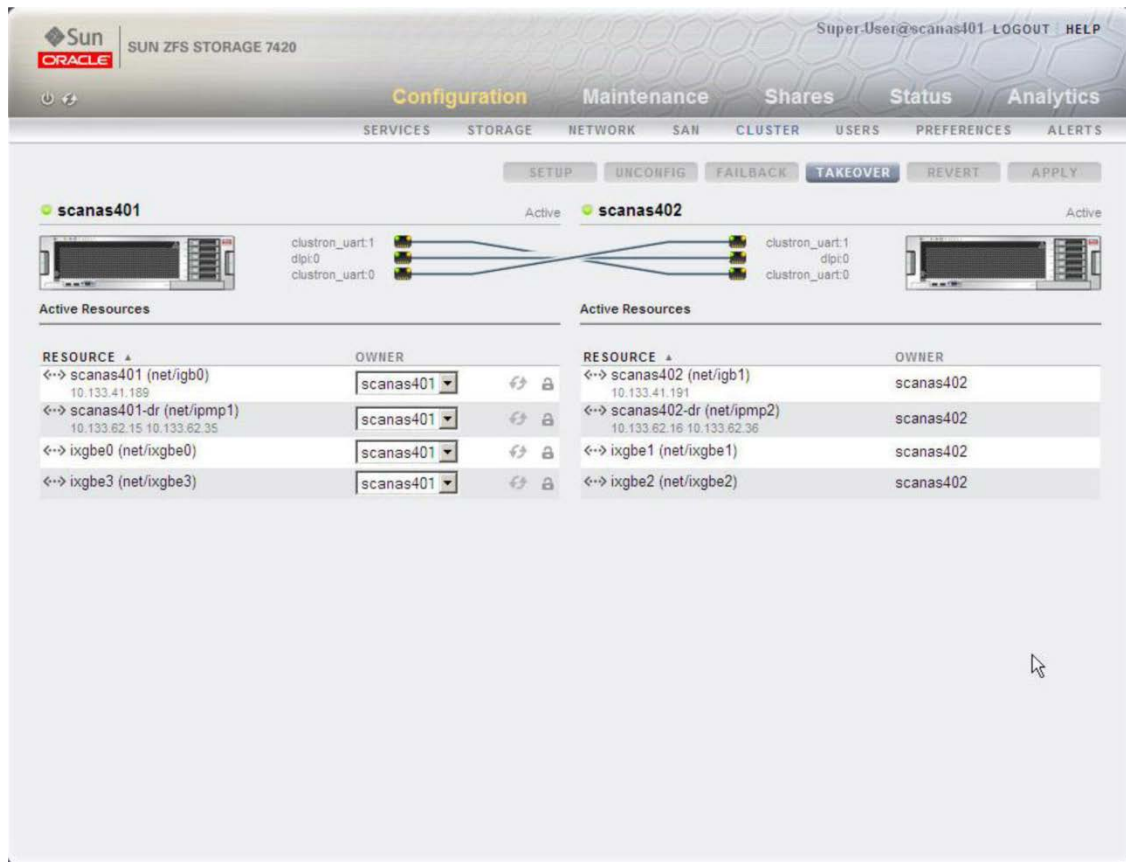 Sun
ORACLE
SUN ZFS STORAGE 7420
Super-User@scanas401 LOGOUT HELP
Configuration Maintenance Shares Status Analytics
SERVICES STORAGE NETWORK SAN CLUSTER USERS PREFERENCES ALERTS
SETUP UNCONFIG FAILBACK TAKEOVER REVERT APPLY
scanas401 Active scanas402 Active
clustron_uart:1 clustron_uart:1
dlpi:0 dlpi:0
clustron_uart:0 clustron_uart:0
Active Resources Active Resources
RESOURCE OWNER RESOURCE OWNER
scanas401 (net/igb0) scanas401 scanas402 (net/igb1) scanas402
10.133.41.189 10.133.41.191
scanas401-dr (net/ipmp1) scanas401 scanas402-dr (net/ipmp2) scanas402
10.133.62.15 10.133.62.35 10.133.62.16 10.133.62.36
ixgbe0 (net/ixgbe0) scanas401 ixgbe1 (net/ixgbe1) scanas402
ixgbe3 (net/ixgbe3) scanas401 ixgbe2 (net/ixgbe2) scanas402